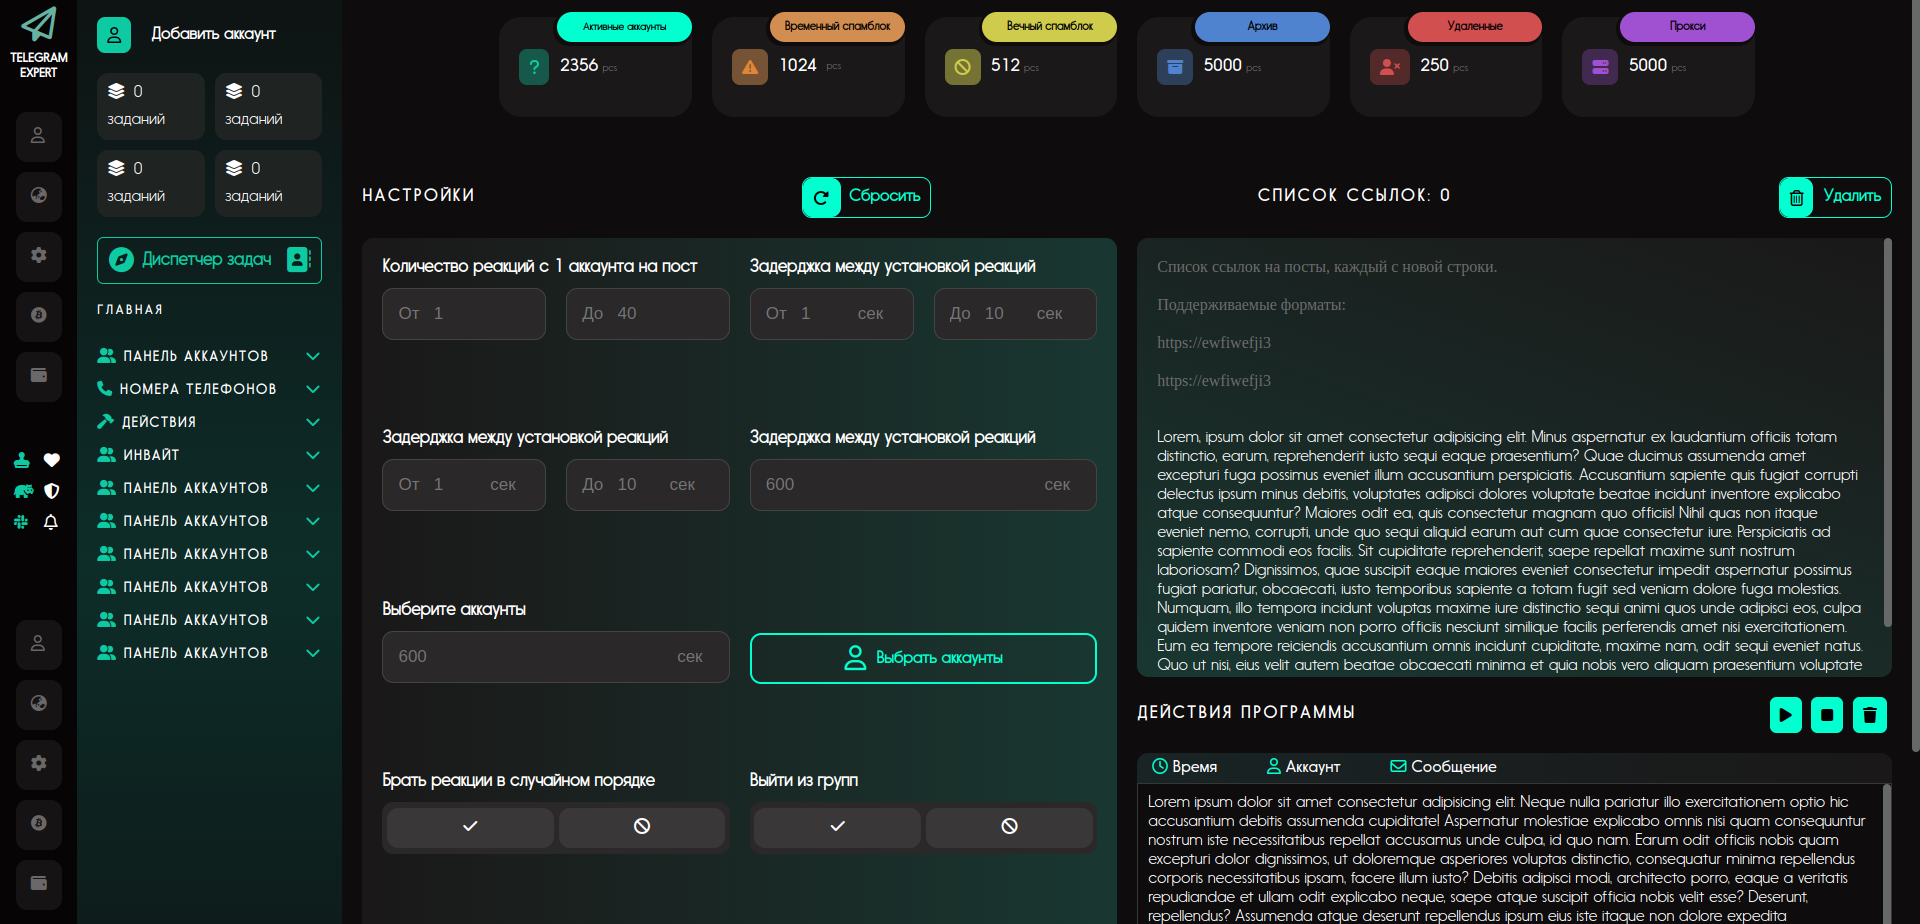 TELEGRAM
EXPERT
Добавить аккаунт
0
заданий
0
заданий
0
заданий
0
заданий
Диспетчер задач
ГЛАВНАЯ
ПАНЕЛЬ АККАУНТОВ
НОМЕРА ТЕЛЕФОНОВ
ДЕЙСТВИЯ
ИНВАЙТ
ПАНЕЛЬ АККАУНТОВ
ПАНЕЛЬ АККАУНТОВ
ПАНЕЛЬ АККАУНТОВ
ПАНЕЛЬ АККАУНТОВ
ПАНЕЛЬ АККАУНТОВ
ПАНЕЛЬ АККАУНТОВ
Активные аккаунты
2356 pcs
Временный спамблок
1024 pcs
Вечный спамблок
512 pcs
Архив
5000 pcs
Удаленные
250 pcs
Прокси
5000 pcs
НАСТРОЙКИ
Сбросить
Количество реакций с 1 аккаунта на пост
От 1
До 40
Задержка между установкой реакций
От 1 сек
До 10 сек
Задержка между установкой реакций
От 1 сек
До 10 сек
Задержка между установкой реакций
600 сек
Выберите аккаунты
600 сек
Выбрать аккаунты
Брать реакции в случайном порядке
Выйти из групп
СПИСОК ССЫЛОК: 0
Удалить
Список ссылок на посты, каждый с новой строки.
Поддерживаемые форматы:
https://ewfiwefji3
https://ewfiwefji3
Lorem, ipsum dolor sit amet consectetur adipisicing elit. Minus aspernatur ex laudantium officiis totam
distinctio, earum, reprehenderit iusto sequi eaque praesentium? Quae ducimus assumenda amet
excepturi fuga possimus eveniet illum accusantium perspiciatis. Accusantium sapiente quis fugiat corrupti
delectus ipsum minus debitis, voluptates adipisci dolores voluptate beatae incidunt inventore explicabo
atque consequuntur? Maiores odit ea, quis consectetur magnam quo officiis! Nihil quas non itaque
eveniet nemo, corrupti, unde quo sequi aliquid earum aut cum quae consectetur iure. Perspiciatis ad
sapiente commodi eos facilis. Sit cupiditate reprehenderit, saepe repellat maxime sunt nostrum
laboriosam? Dignissimos, quae suscipit eaque maiores eveniet consectetur impedit aspernatur possimus
fugiat pariatur, obcaecati, iusto temporibus sapiente a totam fugit sed veniam dolore fuga molestias.
Numquam, illo tempora incidunt voluptas maxime iure distinctio sequi animi quos unde adipisci eos, culpa
quidem inventore veniam non porro officiis nesciunt similique facilis perferendis amet nisi exercitationem.
Eum ea tempore reiciendis accusantium omnis incidunt cupiditate, maxime nam, odit sequi eveniet natus.
Quo ut nisi, eius velit autem beatae obcaecati minima et quia nobis vero aliquam praesentium voluptate
ДЕЙСТВИЯ ПРОГРАММЫ
Время Аккаунт Сообщение
Lorem ipsum dolor sit amet consectetur adipisicing elit. Neque nulla pariatur illo exercitationem optio hic
accusantium debitis assumenda cupiditate! Aspernatur molestiae explicabo omnis nisi quam consequuntur
nostrum iste necessitatibus repellat accusamus unde culpa, id quo nam. Earum odit officiis nobis quam
excepturi dolor dignissimos, ut doloremque asperiores voluptas distinctio, consequatur minima repellendus
corporis necessitatibus ipsam, facere illum iusto? Debitis adipisci modi, architecto porro, eaque a veritatis
repudiandae et ullam odit explicabo neque, saepe atque suscipit officia nobis velit esse? Deserunt,
repellendus? Assumenda atque deserunt repellendus ipsum eius iste itaque non dolore expedita